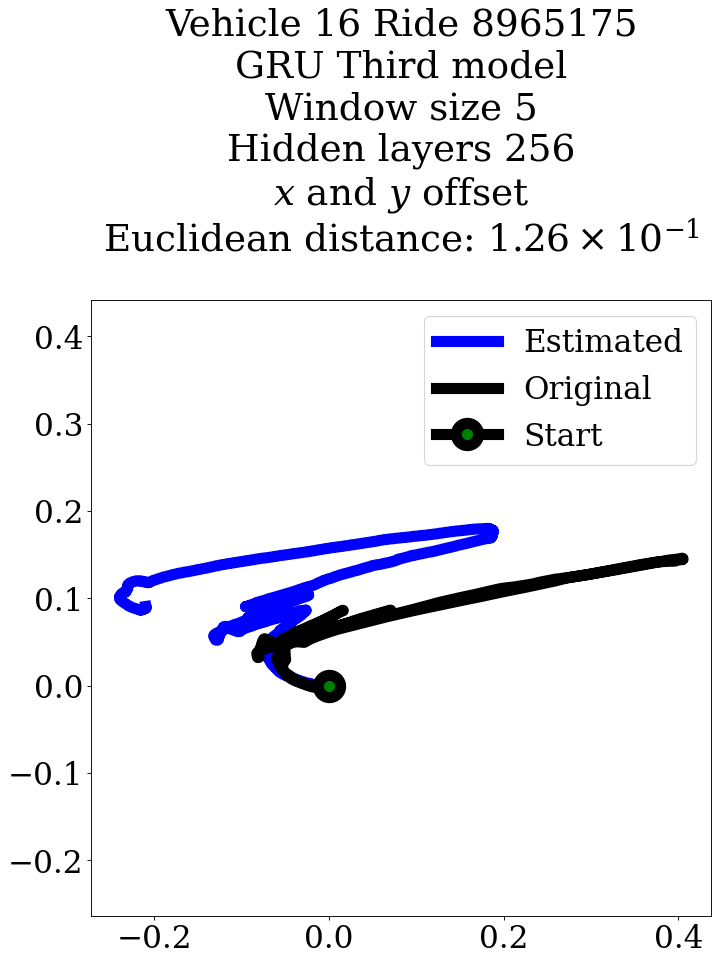 Vehicle 16 Ride 8965175
GRU Third model
Window size 5
Hidden layers 256
x and y offset
Euclidean distance: 1.26 × 10⁻¹
Estimated
Original
Start
0.4
0.3
0.2
0.1
0.0
−0.1
−0.2
−0.2 0.0 0.2 0.4